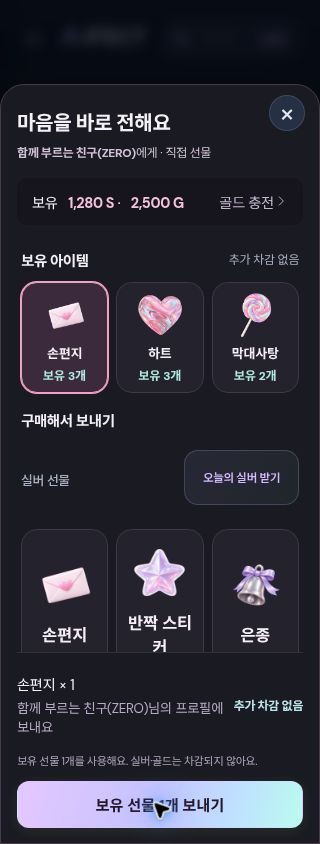 마음을 바로 전해요
함께 부르는 친구(ZERO)에게 · 직접 선물
보유 1,280 S · 2,500 G 골드 충전
보유 아이템 추가 차감 없음
손편지 하트 막대사탕
보유 3개 보유 3개 보유 2개
구매해서 보내기
실버 선물 오늘의 실버 받기
손편지 반짝 스티 은종
커
손편지 × 1
함께 부르는 친구(ZERO)님의 프로필에 추가 차감 없음
보내요
보유 선물 1개를 사용해요. 실버·골드는 차감되지 않아요.
보유 선물 1개 보내기